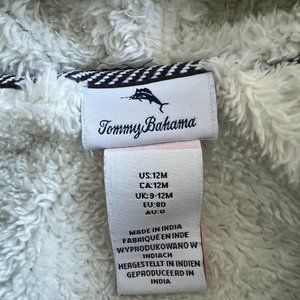 Tommy Bahama
US:12M
CA:12M
UK:9-12M
EU:80
AU:0
MADE IN INDIA
FABRIQUÉ EN INDE
WYPRODUKOWANO W
INDIACH
HERGESTELLT IN INDIEN
GEPRODUCEERD IN
INDIA